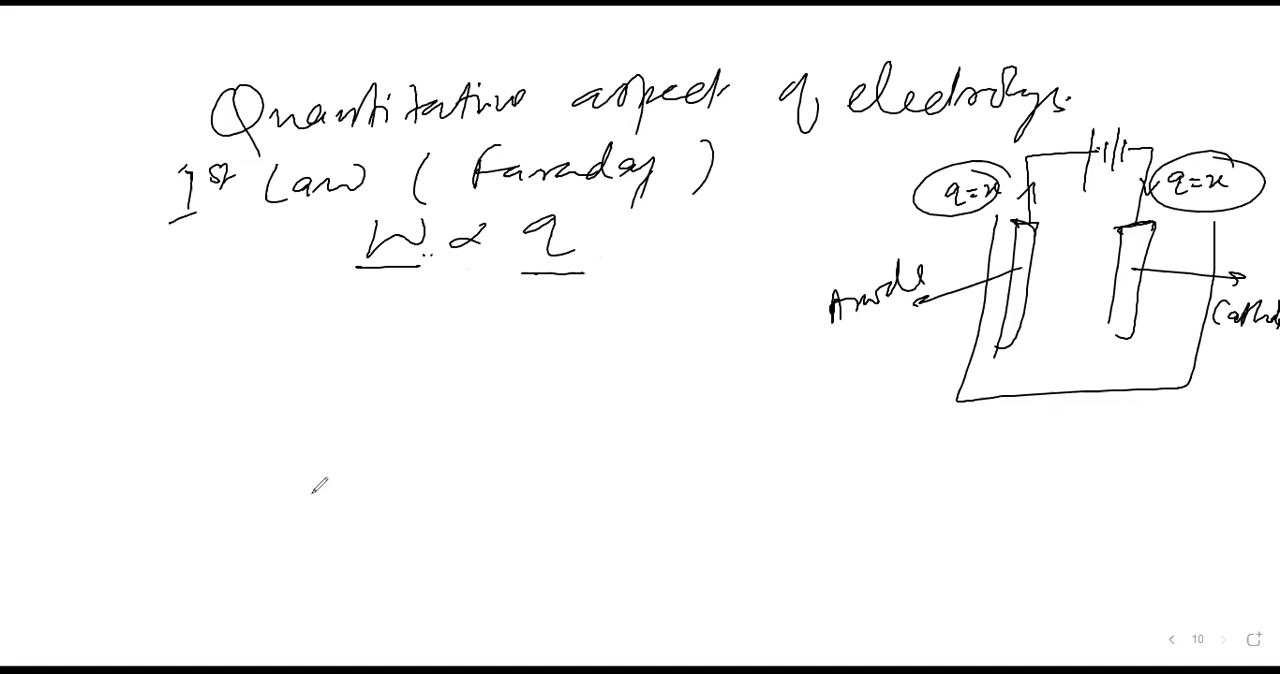 Quantitative aspect of electrolys.
1st Law (Faraday)
W ∝ q
q=x
q=x
Anode
Cathode
10